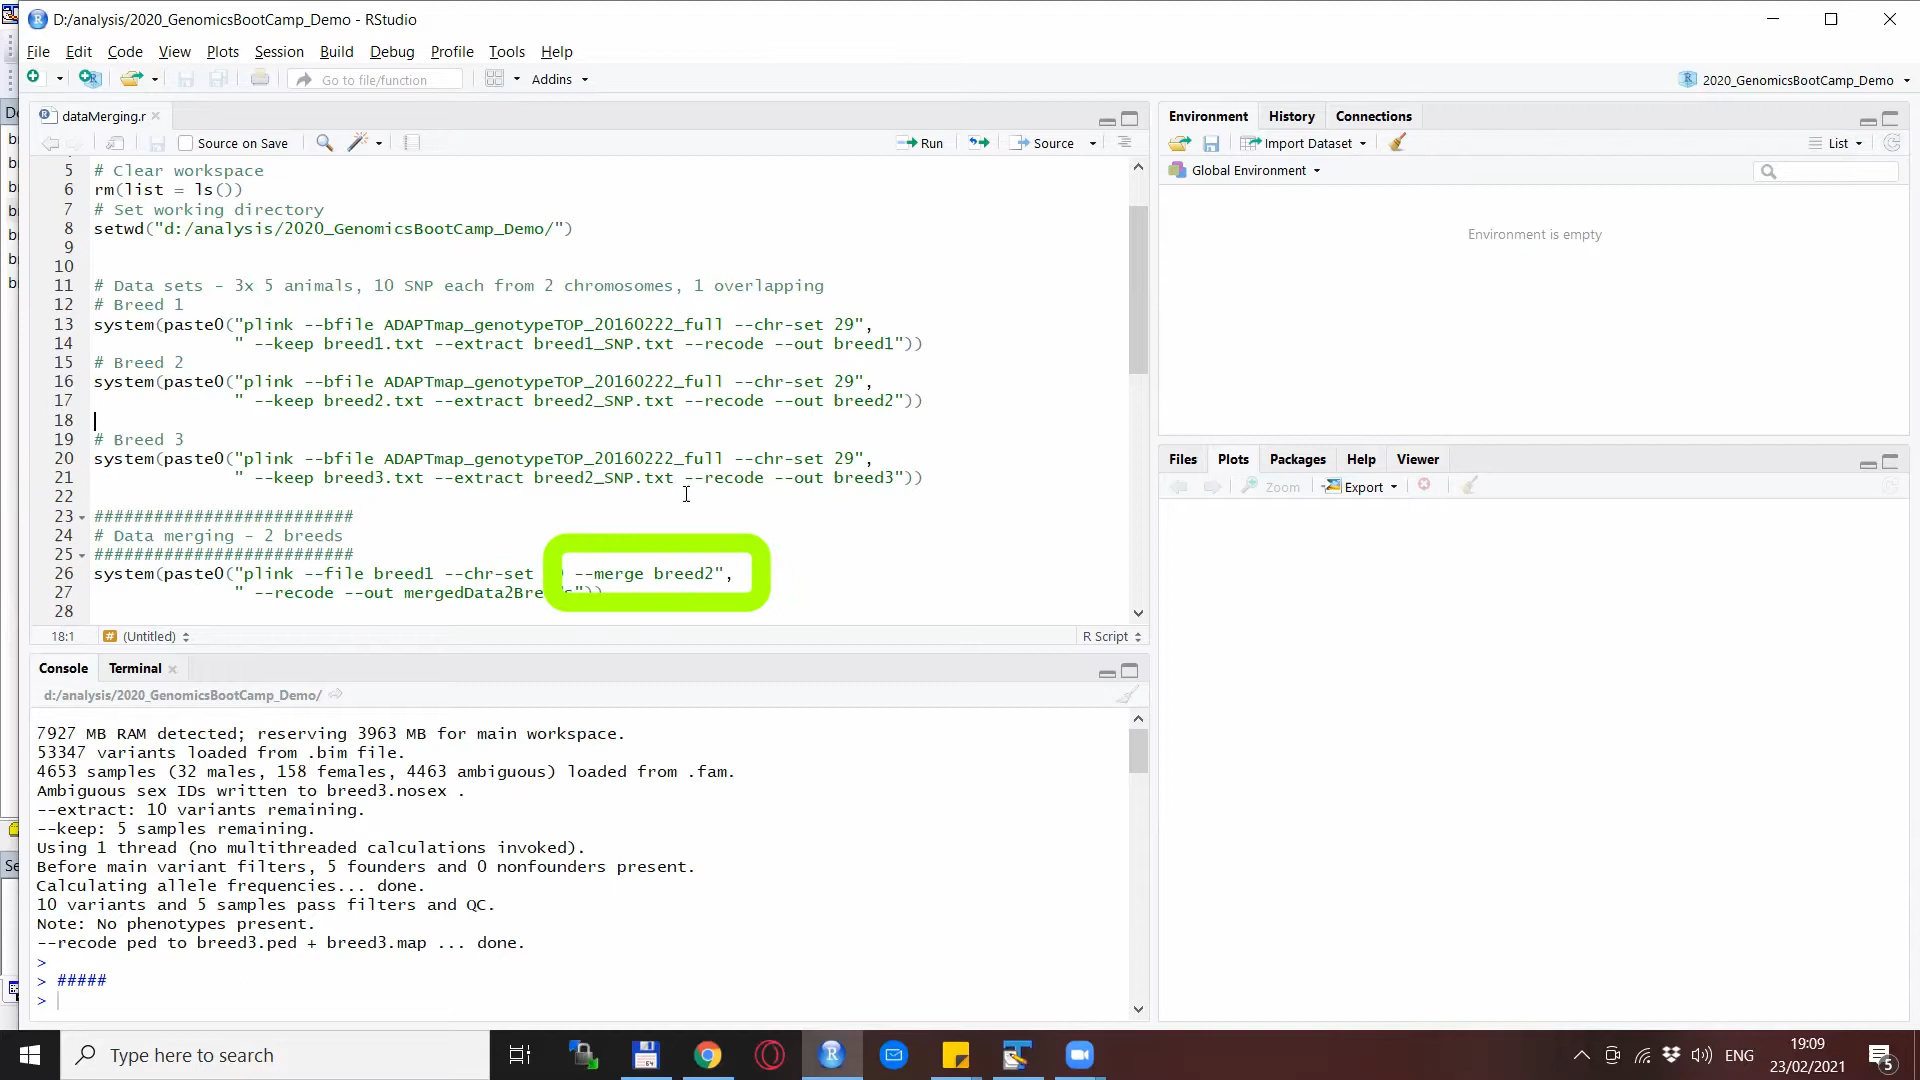 D:/analysis/2020_GenomicsBootCamp_Demo - RStudio
File Edit Code View Plots Session Build Debug Profile Tools Help
Go to file/function Addins 2020_GenomicsBootCamp_Demo
dataMerging.r
Source on Save Run Source
5 # Clear workspace
6 rm(list = ls())
7 # Set working directory
8 setwd("d:/analysis/2020_GenomicsBootCamp_Demo/")
9
10
11 # Data sets - 3x 5 animals, 10 SNP each from 2 chromosomes, 1 overlapping
12 # Breed 1
13 system(paste0("plink --bfile ADAPTmap_genotypeTOP_20160222_full --chr-set 29",
14 " --keep breed1.txt --extract breed1_SNP.txt --recode --out breed1"))
15 # Breed 2
16 system(paste0("plink --bfile ADAPTmap_genotypeTOP_20160222_full --chr-set 29",
17 " --keep breed2.txt --extract breed2_SNP.txt --recode --out breed2"))
18
19 # Breed 3
20 system(paste0("plink --bfile ADAPTmap_genotypeTOP_20160222_full --chr-set 29",
21 " --keep breed3.txt --extract breed2_SNP.txt --recode --out breed3"))
22
23 ##########################
24 # Data merging - 2 breeds
25 ##########################
26 system(paste0("plink --file breed1 --chr-set --merge breed2",
27 " --recode --out mergedData2Bre s"))
28
18:1 # (Untitled) R Script
Console Terminal
d:/analysis/2020_GenomicsBootCamp_Demo/
7927 MB RAM detected; reserving 3963 MB for main workspace.
53347 variants loaded from .bim file.
4653 samples (32 males, 158 females, 4463 ambiguous) loaded from .fam.
Ambiguous sex IDs written to breed3.nosex .
--extract: 10 variants remaining.
--keep: 5 samples remaining.
Using 1 thread (no multithreaded calculations invoked).
Before main variant filters, 5 founders and 0 nonfounders present.
Calculating allele frequencies... done.
10 variants and 5 samples pass filters and QC.
Note: No phenotypes present.
--recode ped to breed3.ped + breed3.map ... done.
>
> #####
>
Environment History Connections
Import Dataset List
Global Environment
Environment is empty
Files Plots Packages Help Viewer
Zoom Export
Type here to search
ENG
19:09
23/02/2021
5